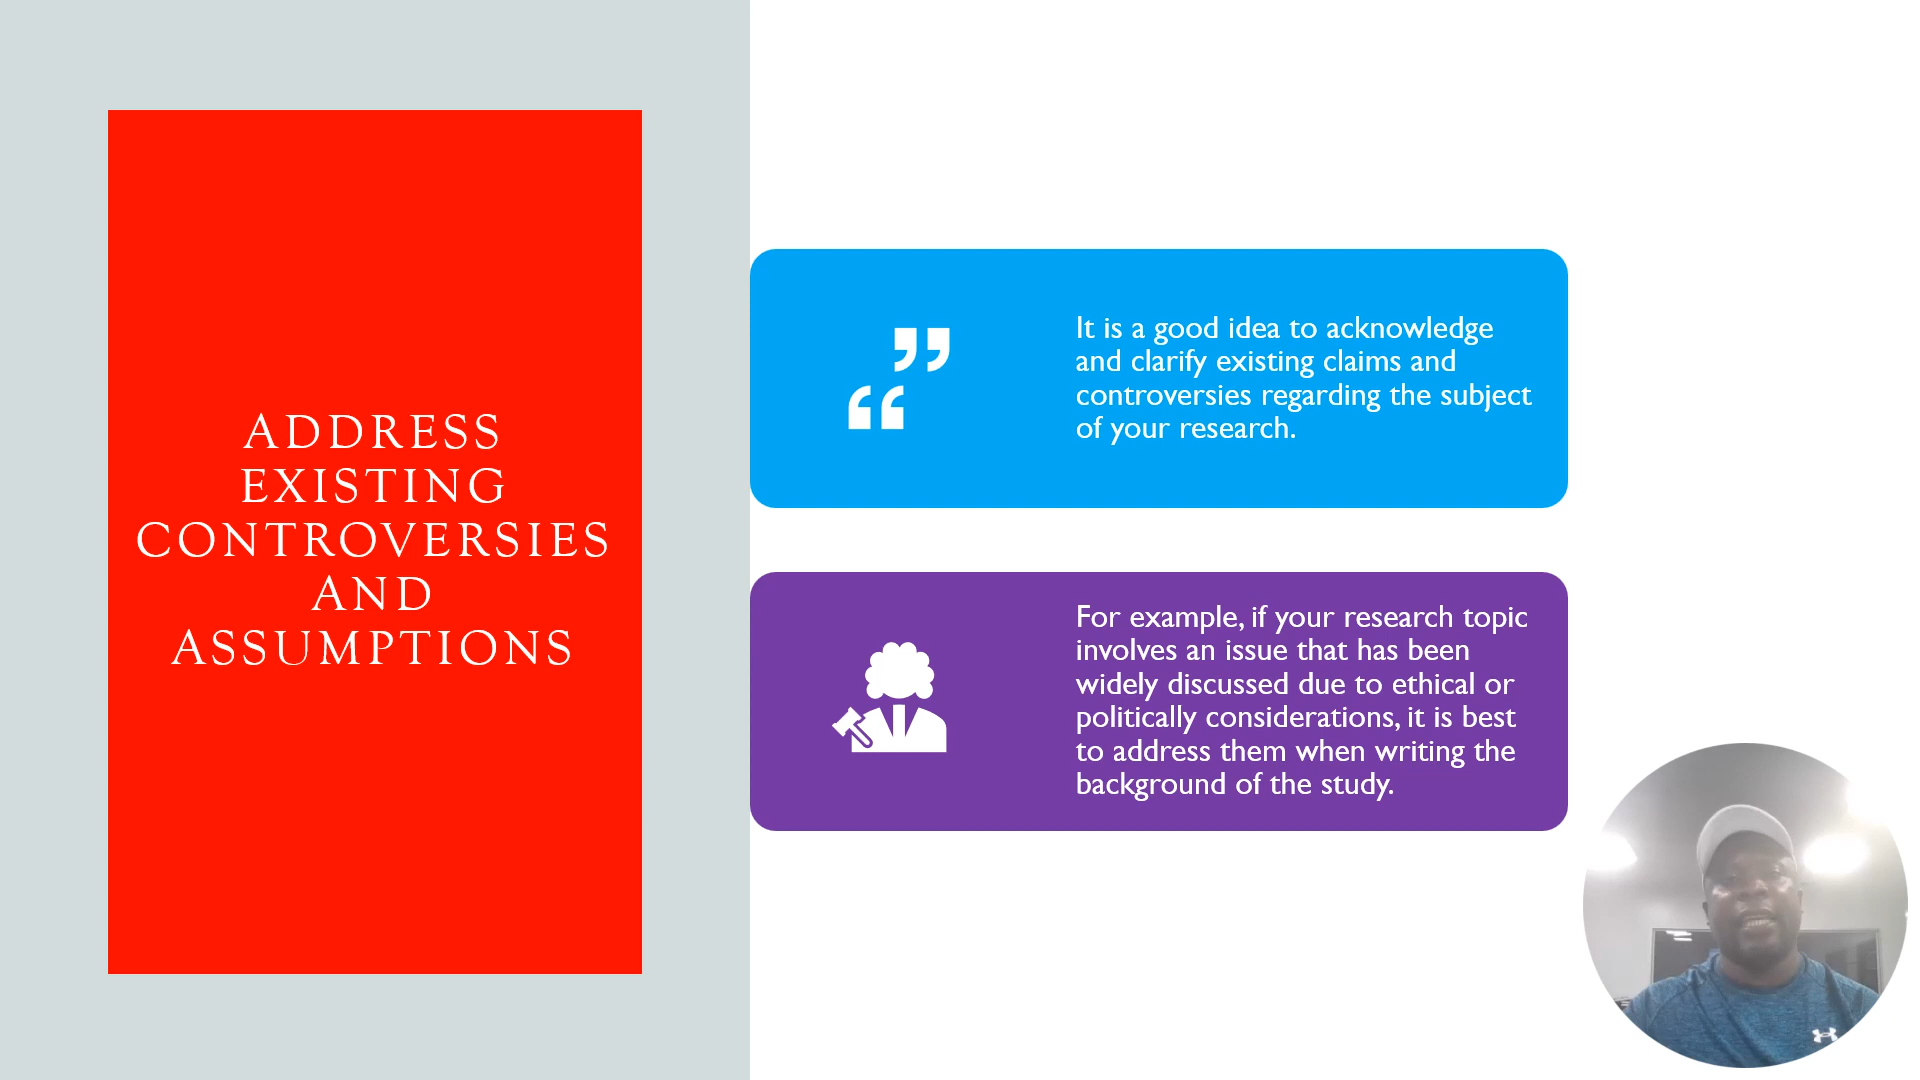 ADDRESS
EXISTING
CONTROVERSIES
AND
ASSUMPTIONS
It is a good idea to acknowledge
and clarify existing claims and
controversies regarding the subject
of your research.
For example, if your research topic
involves an issue that has been
widely discussed due to ethical or
politically considerations, it is best
to address them when writing the
background of the study.